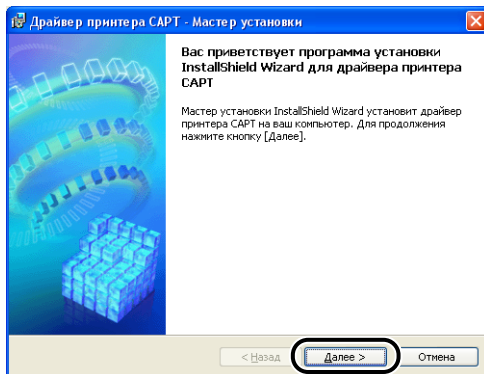 Драйвер принтера CAPT - Мастер установки
Вас приветствует программа установки
InstallShield Wizard для драйвера принтера
CAPT
Мастер установки InstallShield Wizard установит драйвер
принтера CAPT на ваш компьютер. Для продолжения
нажмите кнопку [Далее].
< Назад Далее > Отмена